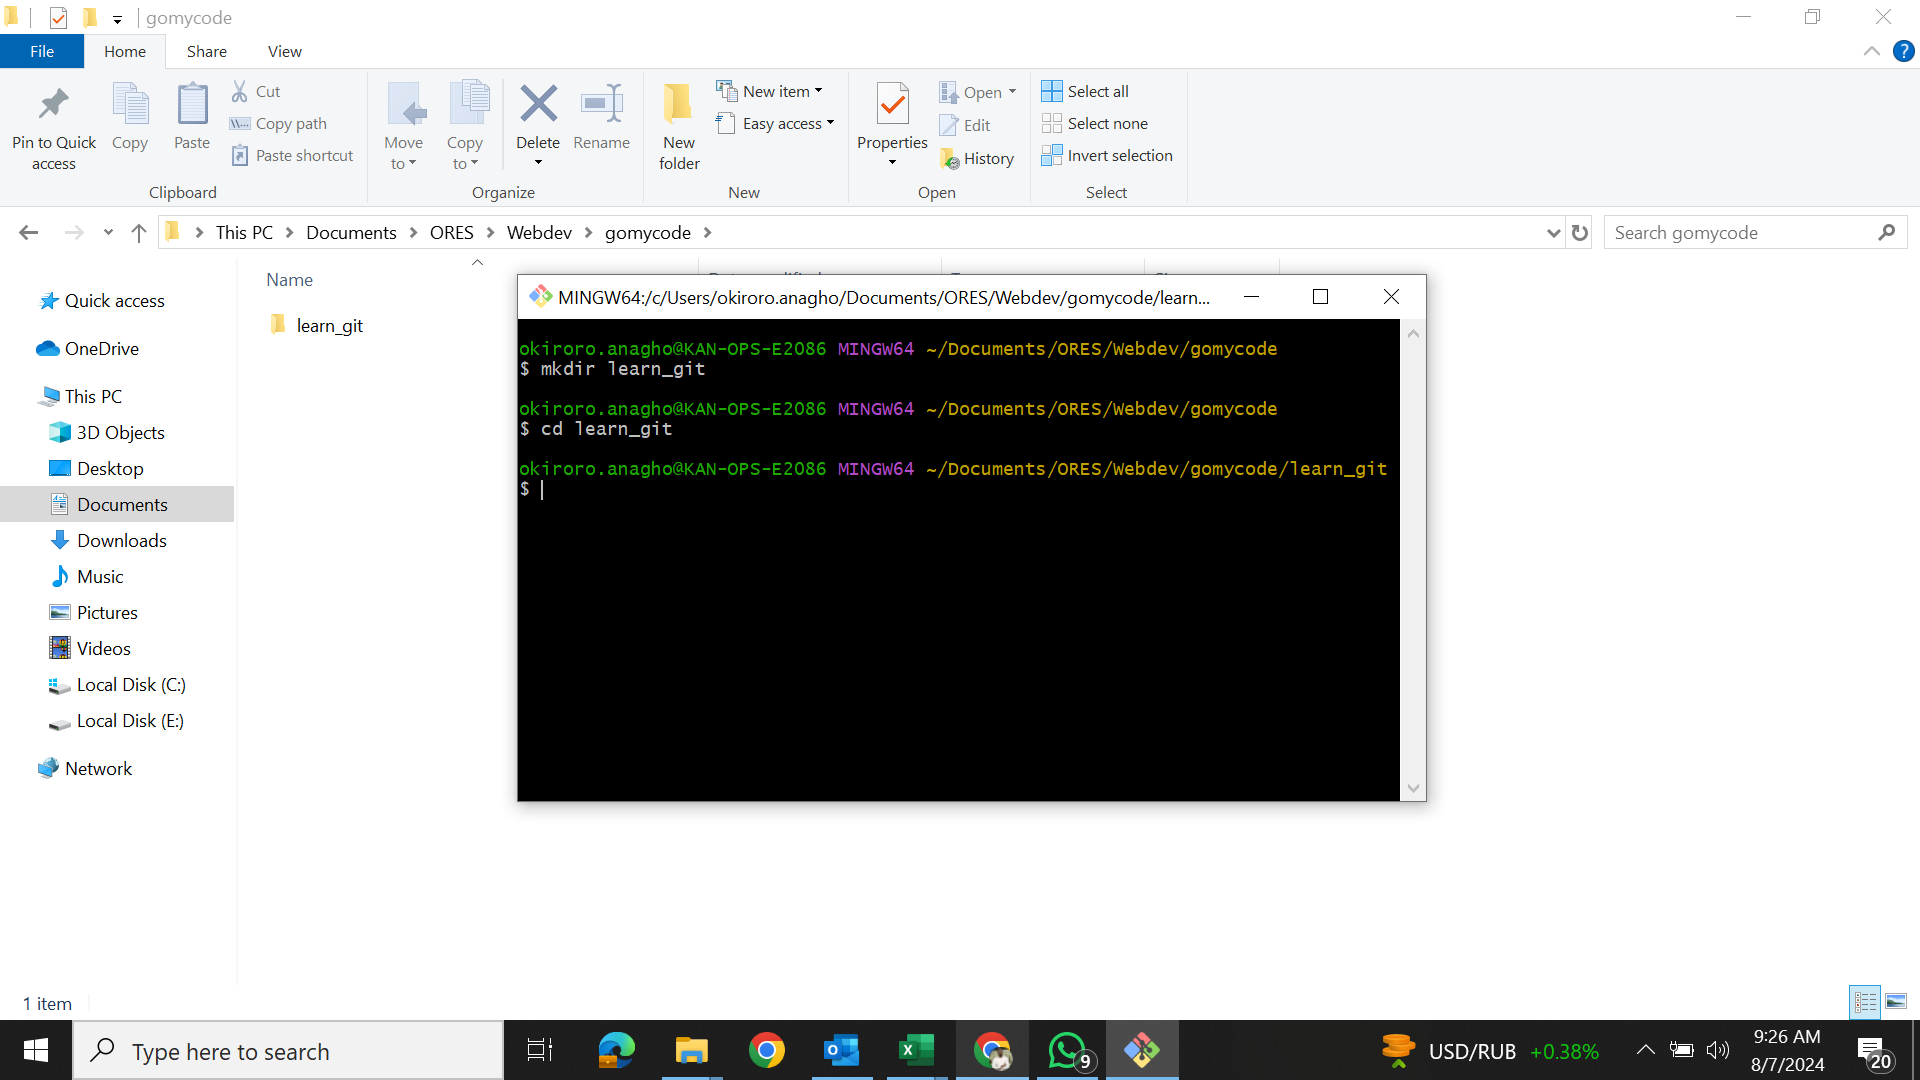 gomycode
File Home Share View
Pin to Quick access
Copy
Paste
Cut
Copy path
Paste shortcut
Clipboard
Move to
Copy to
Delete
Rename
Organize
New folder
New item
Easy access
New
Properties
Open
Edit
History
Open
Select all
Select none
Invert selection
Select
This PC > Documents > ORES > Webdev > gomycode >
Search gomycode
Name
learn_git
Quick access
OneDrive
This PC
3D Objects
Desktop
Documents
Downloads
Music
Pictures
Videos
Local Disk (C:)
Local Disk (E:)
Network
MINGW64:/c/Users/okiroro.anagho/Documents/ORES/Webdev/gomycode/learn...
okiroro.anagho@KAN-OPS-E2086 MINGW64 ~/Documents/ORES/Webdev/gomycode
$ mkdir learn_git
okiroro.anagho@KAN-OPS-E2086 MINGW64 ~/Documents/ORES/Webdev/gomycode
$ cd learn_git
okiroro.anagho@KAN-OPS-E2086 MINGW64 ~/Documents/ORES/Webdev/gomycode/learn_git
$
1 item
Type here to search
9
USD/RUB +0.38%
9:26 AM
8/7/2024
20